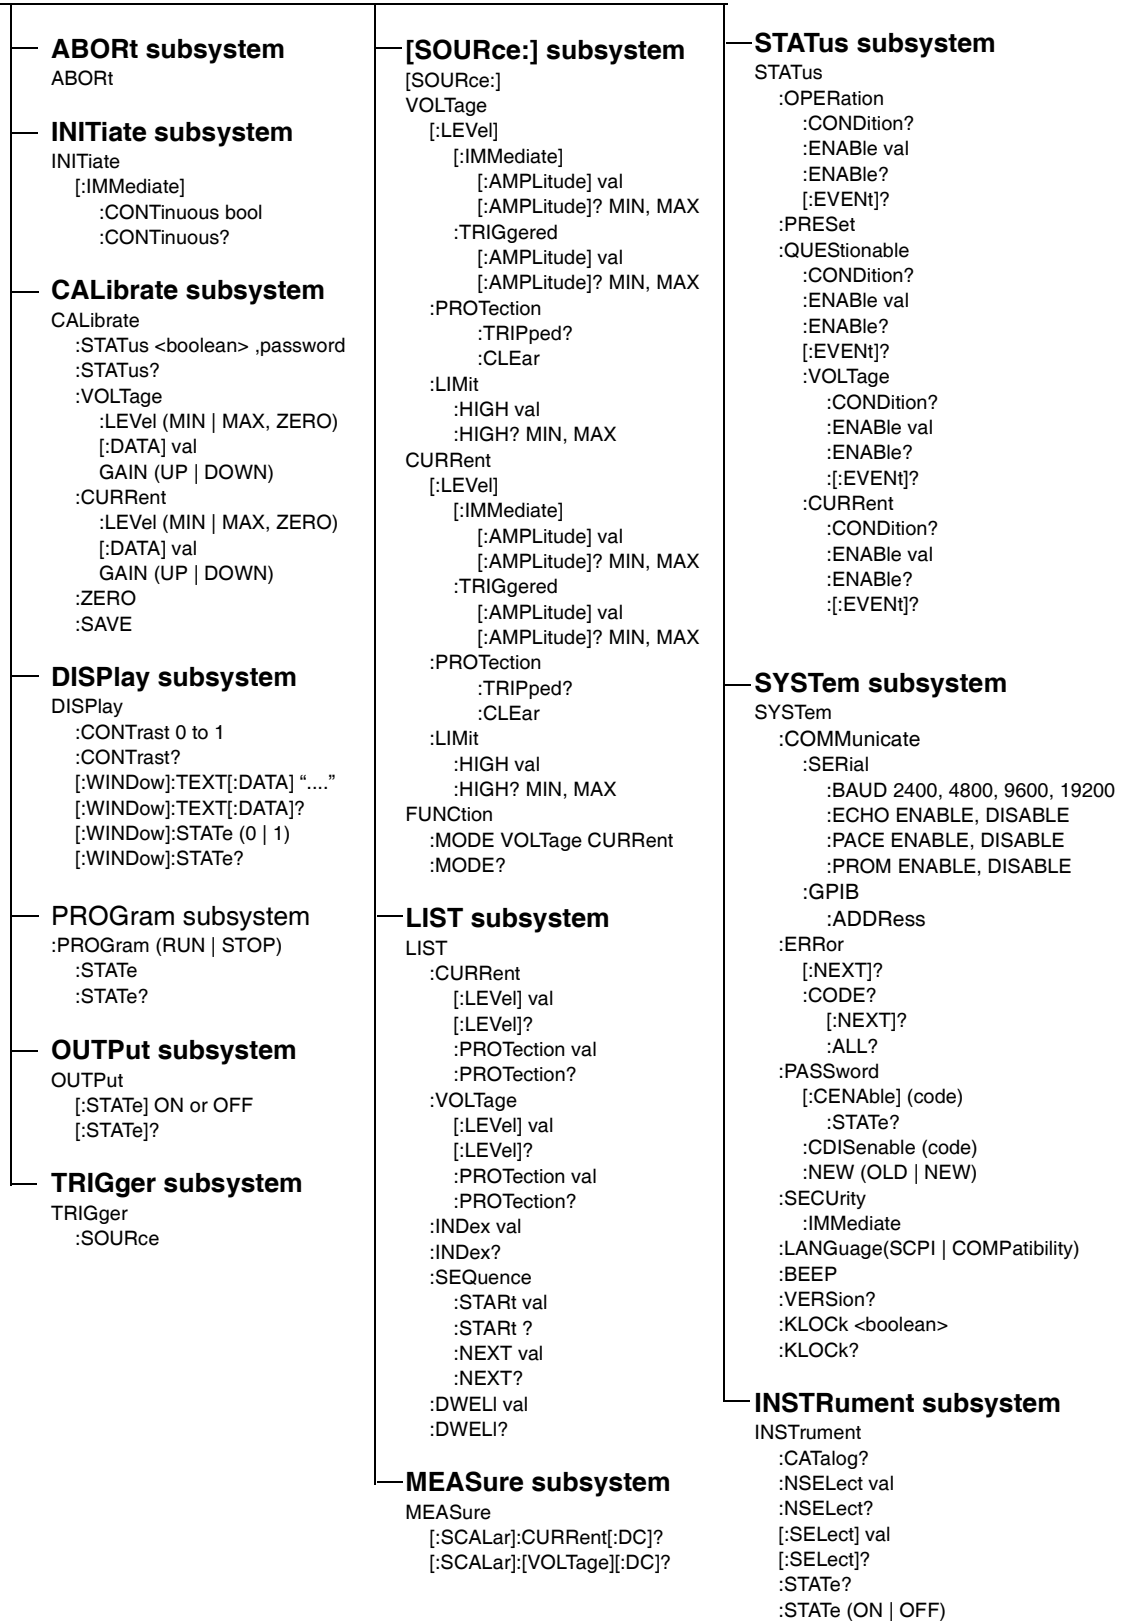 ABORt subsystem
ABORt
INITiate subsystem
INITiate
[:IMMediate]
:CONTinuous bool
:CONTinuous?
CALibrate subsystem
CALibrate
:STATus <boolean> ,password
:STATus?
:VOLTage
:LEVel (MIN | MAX, ZERO)
[:DATA] val
GAIN (UP | DOWN)
:CURRent
:LEVel (MIN | MAX, ZERO)
[:DATA] val
GAIN (UP | DOWN)
:ZERO
:SAVE
DISPlay subsystem
DISPlay
:CONTrast 0 to 1
:CONTrast?
[:WINDow]:TEXT[:DATA] “....”
[:WINDow]:TEXT[:DATA]?
[:WINDow]:STATe (0 | 1)
[:WINDow]:STATe?
PROGram subsystem
:PROGram (RUN | STOP)
:STATe
:STATe?
OUTPut subsystem
OUTPut
[:STATe] ON or OFF
[:STATe]?
TRIGger subsystem
TRIGger
:SOURce
[SOURce:] subsystem
[SOURce:]
VOLTage
[:LEVel]
[:IMMediate]
[:AMPLitude] val
[:AMPLitude]? MIN, MAX
:TRIGgered
[:AMPLitude] val
[:AMPLitude]? MIN, MAX
:PROTection
:TRIPped?
:CLEar
:LIMit
:HIGH val
:HIGH? MIN, MAX
CURRent
[:LEVel]
[:IMMediate]
[:AMPLitude] val
[:AMPLitude]? MIN, MAX
:TRIGgered
[:AMPLitude] val
[:AMPLitude]? MIN, MAX
:PROTection
:TRIPped?
:CLEar
:LIMit
:HIGH val
:HIGH? MIN, MAX
FUNCtion
:MODE VOLTage CURRent
:MODE?
LIST subsystem
LIST
:CURRent
[:LEVel] val
[:LEVel]?
:PROTection val
:PROTection?
:VOLTage
[:LEVel] val
[:LEVel]?
:PROTection val
:PROTection?
:INDex val
:INDex?
:SEQuence
:STARt val
:STARt ?
:NEXT val
:NEXT?
:DWELl val
:DWELl?
MEASure subsystem
MEASure
[:SCALar]:CURRent[:DC]?
[:SCALar]:[VOLTage][:DC]?
STATus subsystem
STATus
:OPERation
:CONDition?
:ENABle val
:ENABle?
[:EVENt]?
:PRESet
:QUEStionable
:CONDition?
:ENABle val
:ENABle?
[:EVENt]?
:VOLTage
:CONDition?
:ENABle val
:ENABle?
:[:EVENt]?
:CURRent
:CONDition?
:ENABle val
:ENABle?
:[:EVENt]?
SYSTem subsystem
SYSTem
:COMMunicate
:SERial
:BAUD 2400, 4800, 9600, 19200
:ECHO ENABLE, DISABLE
:PACE ENABLE, DISABLE
:PROM ENABLE, DISABLE
:GPIB
:ADDRess
:ERRor
[:NEXT]?
:CODE?
[:NEXT]?
:ALL?
:PASSword
[:CENAble] (code)
:STATe?
:CDISenable (code)
:NEW (OLD | NEW)
:SECUrity
:IMMediate
:LANGuage(SCPI | COMPatibility)
:BEEP
:VERSion?
:KLOCk <boolean>
:KLOCk?
INSTRument subsystem
INSTrument
:CATalog?
:NSELect val
:NSELect?
[:SELect] val
[:SELect]?
:STATe?
:STATe (ON | OFF)